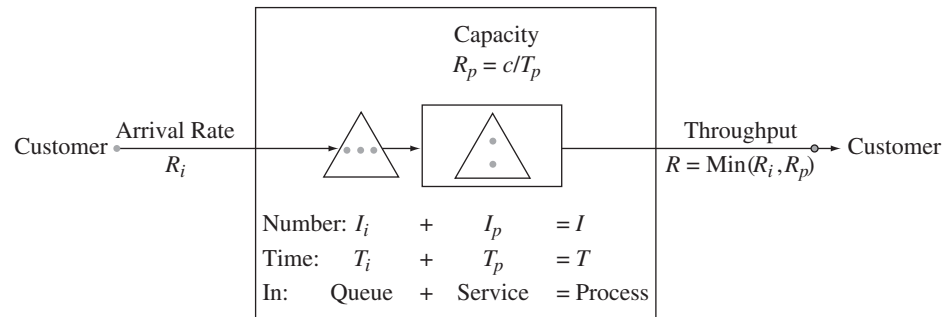 Capacity
R_p = c/T_p
Customer
Arrival Rate
R_i
Throughput
R = Min(R_i, R_p)
Customer
Number: I_i + I_p = I
Time: T_i + T_p = T
In: Queue + Service = Process